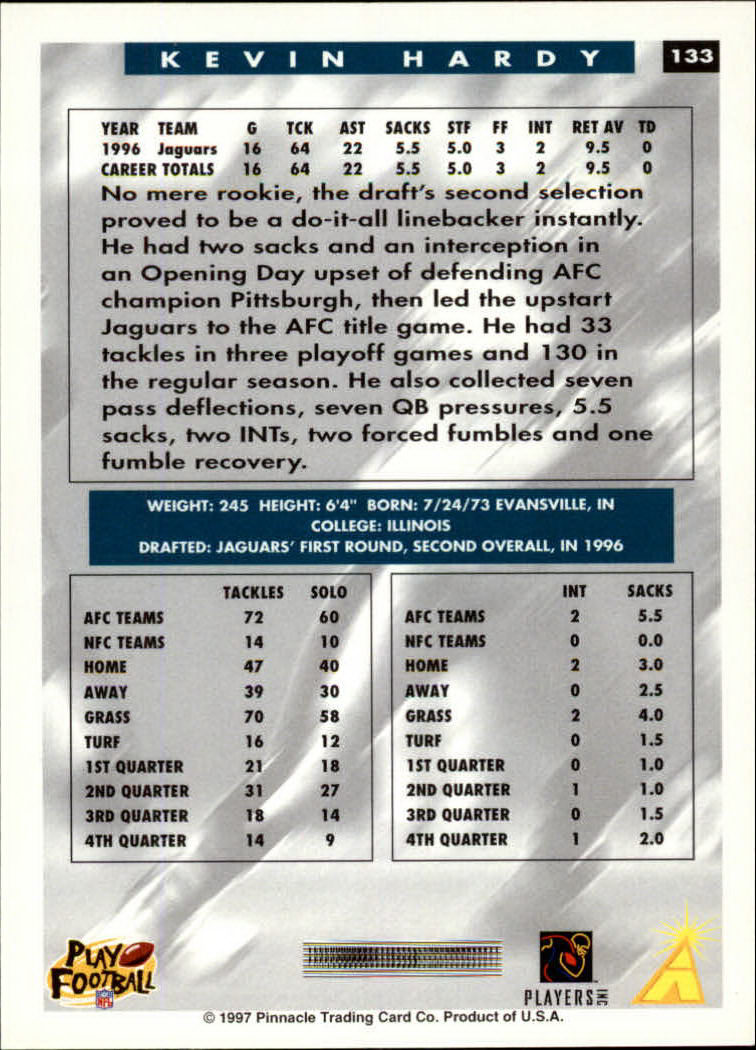 KEVIN HARDY 133
YEAR TEAM G TCK AST SACKS STF FF INT RET AV TD
1996 Jaguars 16 64 22 5.5 5.0 3 2 9.5 0
CAREER TOTALS 16 64 22 5.5 5.0 3 2 9.5 0
No mere rookie, the draft's second selection
proved to be a do-it-all linebacker instantly.
He had two sacks and an interception in
an Opening Day upset of defending AFC
champion Pittsburgh, then led the upstart
Jaguars to the AFC title game. He had 33
tackles in three playoff games and 130 in
the regular season. He also collected seven
pass deflections, seven QB pressures, 5.5
sacks, two INTs, two forced fumbles and one
fumble recovery.
WEIGHT: 245 HEIGHT: 6'4" BORN: 7/24/73 EVANSVILLE, IN
COLLEGE: ILLINOIS
DRAFTED: JAGUARS' FIRST ROUND, SECOND OVERALL, IN 1996
TACKLES SOLO
AFC TEAMS 72 60
NFC TEAMS 14 10
HOME 47 40
AWAY 39 30
GRASS 70 58
TURF 16 12
1ST QUARTER 21 18
2ND QUARTER 31 27
3RD QUARTER 18 14
4TH QUARTER 14 9
INT SACKS
AFC TEAMS 2 5.5
NFC TEAMS 0 0.0
HOME 2 3.0
AWAY 0 2.5
GRASS 2 4.0
TURF 0 1.5
1ST QUARTER 0 1.0
2ND QUARTER 1 1.0
3RD QUARTER 0 1.5
4TH QUARTER 1 2.0
PLAY
FOOTBALL
NFL
PLAYERS INC
© 1997 Pinnacle Trading Card Co. Product of U.S.A.